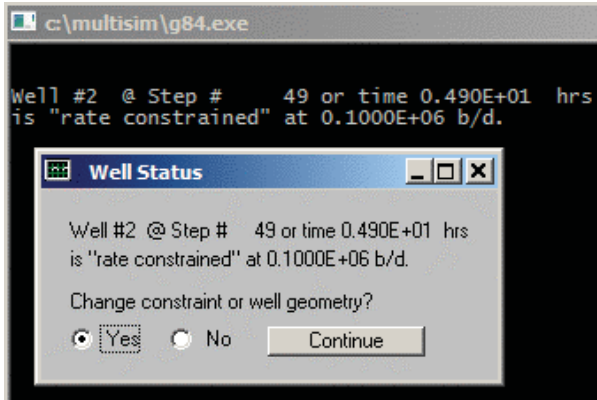 c:\multisim\g84.exe
Well #2 @ Step # 49 or time 0.490E+01 hrs
is "rate constrained" at 0.1000E+06 b/d.
Well Status
Well #2 @ Step # 49 or time 0.490E+01 hrs
is "rate constrained" at 0.1000E+06 b/d.
Change constraint or well geometry?
Yes No Continue